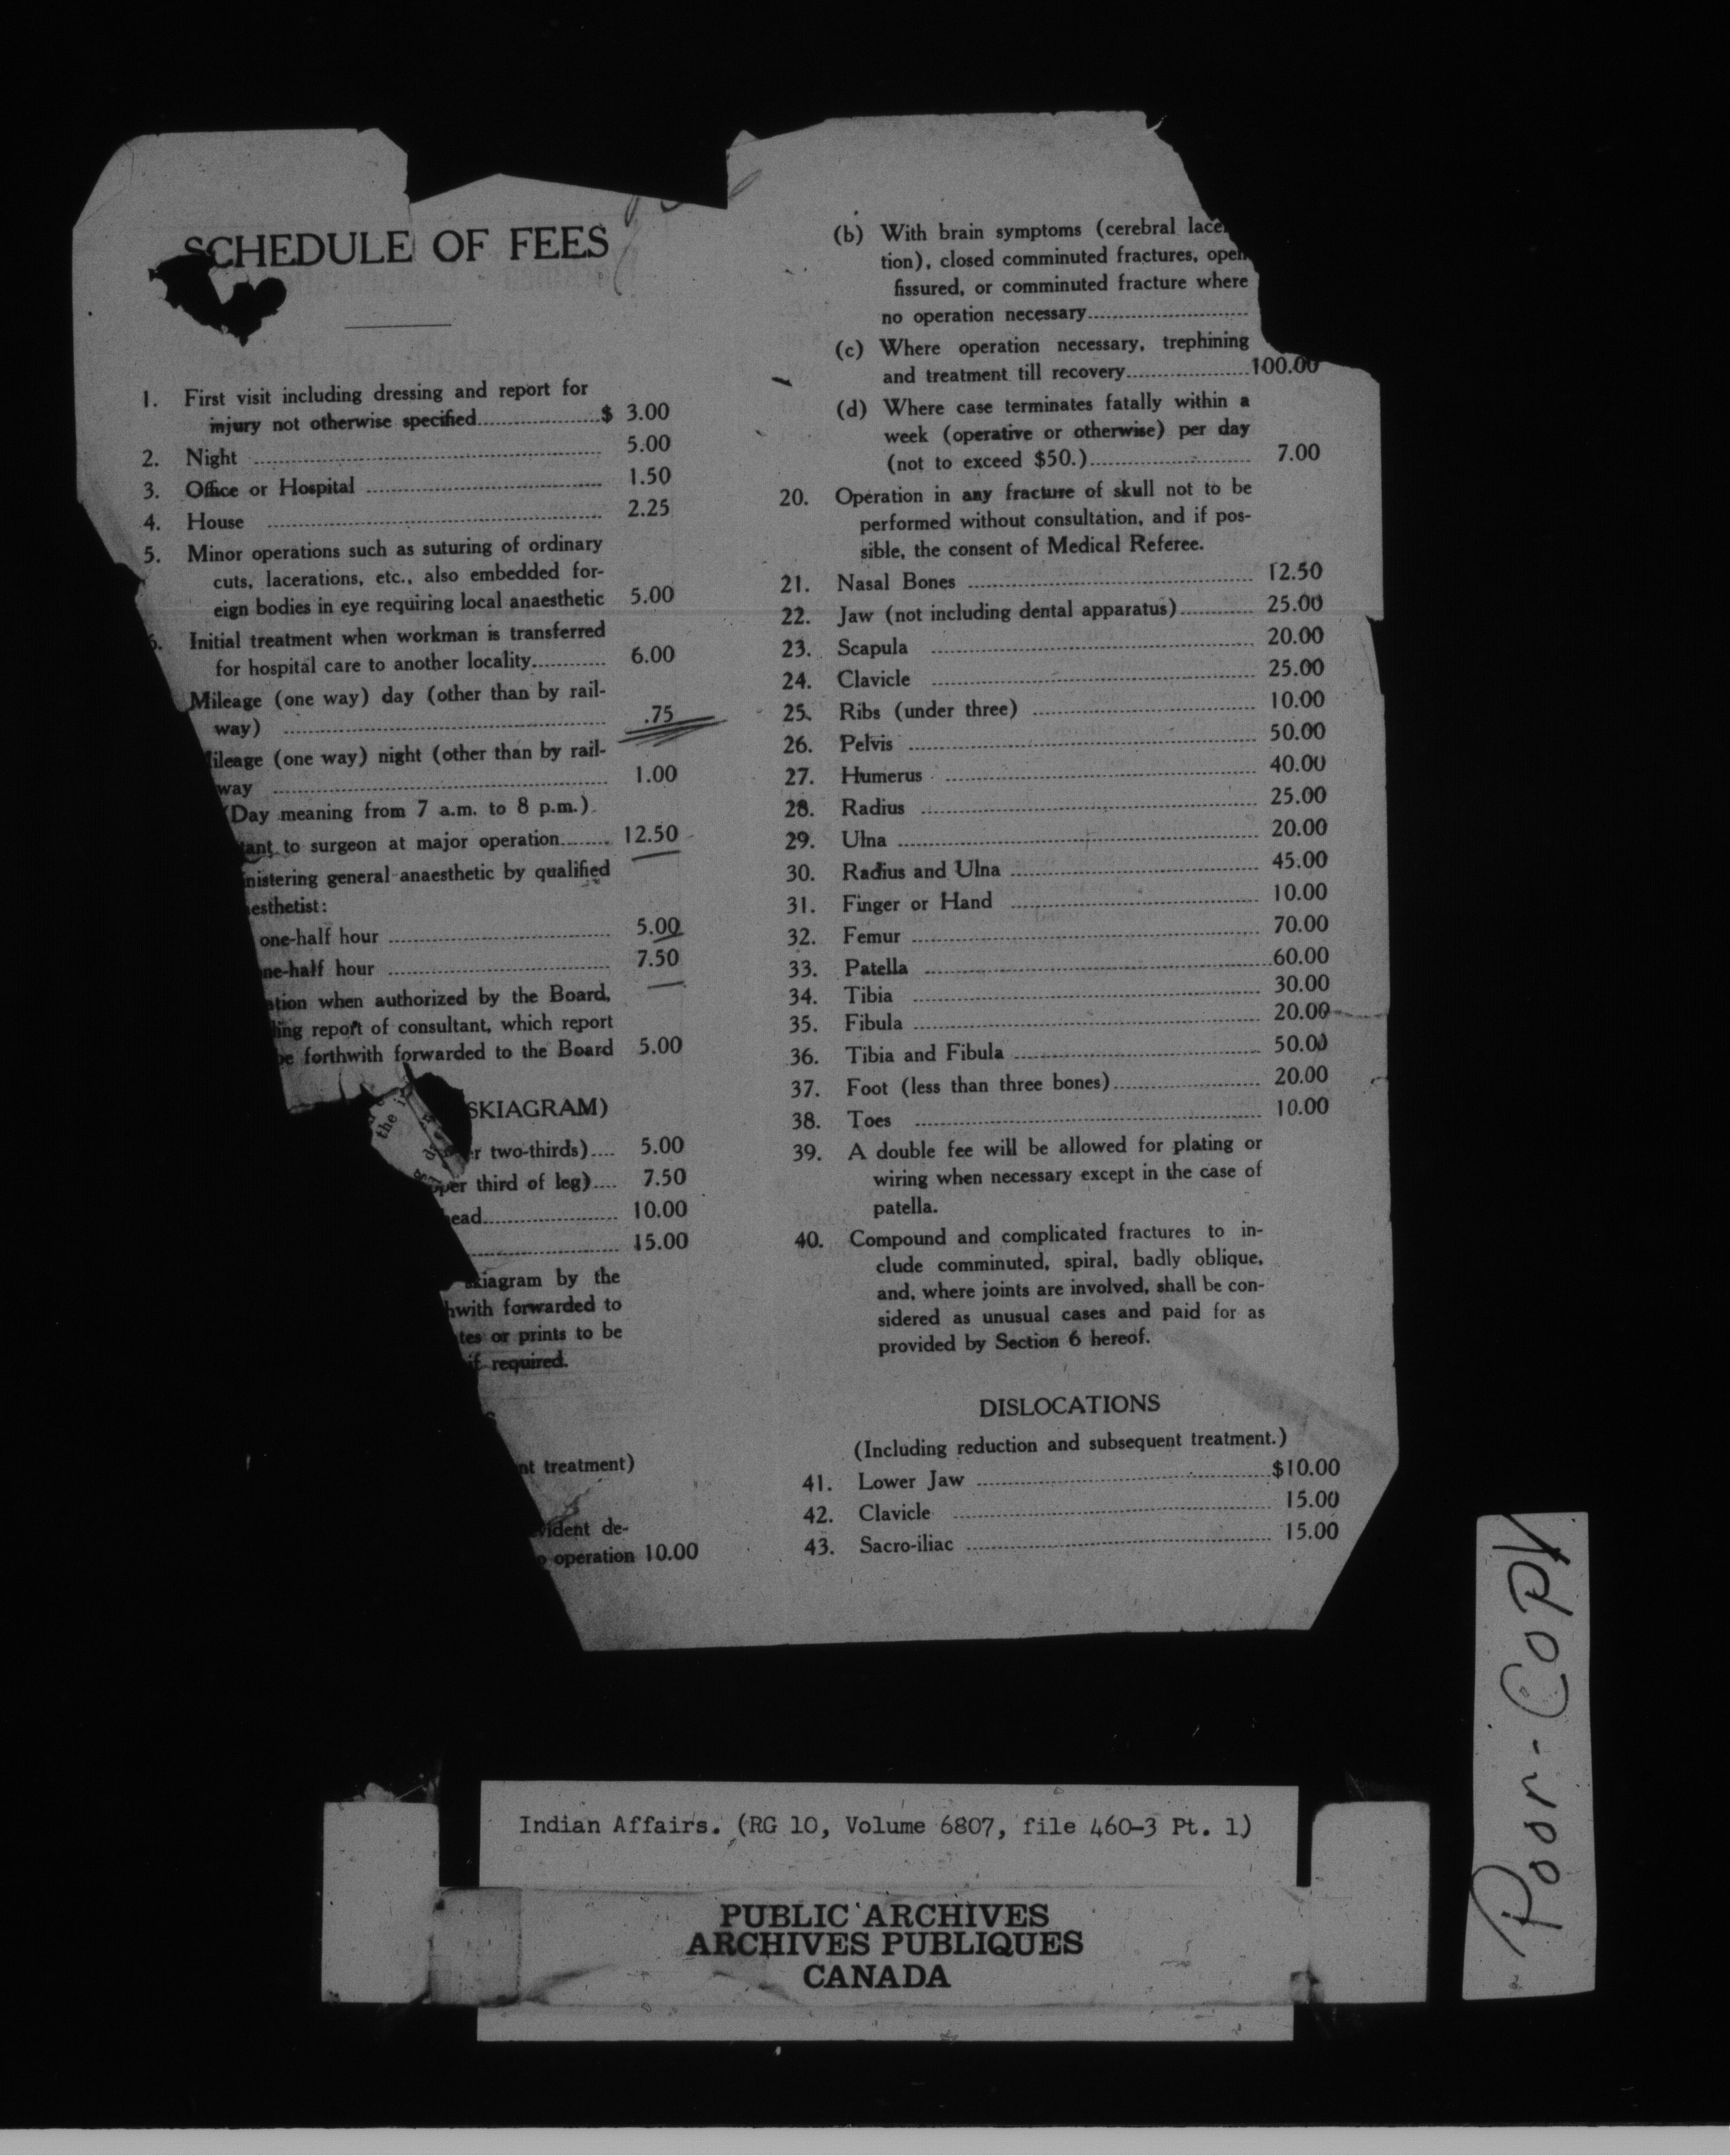 SCHEDULE OF FEES
1. First visit including dressing and report for
injury not otherwise specified....................$ 3.00
2. Night .................... 5.00
3. Office or Hospital .................... 1.50
4. House .................... 2.25
5. Minor operations such as suturing of ordinary
cuts, lacerations, etc., also embedded for-
eign bodies in eye requiring local anaesthetic 5.00
6. Initial treatment when workman is transferred
for hospital care to another locality............ 6.00
Mileage (one way) day (other than by rail-
way) .................... .75
ileage (one way) night (other than by rail-
way .................... 1.00
(Day meaning from 7 a.m. to 8 p.m.)
tant to surgeon at major operation........ 12.50
nistering general anaesthetic by qualified
esthetist:
one-half hour .................... 5.00
ne-half hour .................... 7.50
ation when authorized by the Board,
ling report of consultant, which report
be forthwith forwarded to the Board 5.00
the
SKIAGRAM)
er two-thirds).... 5.00
pper third of leg).... 7.50
head.................... 10.00
.................... 15.00
skiagram by the
hwith forwarded to
tes or prints to be
if required.
nt treatment)
vident de-
o operation 10.00
(b) With brain symptoms (cerebral lacer
tion), closed comminuted fractures, open
fissured, or comminuted fracture where
no operation necessary....................
(c) Where operation necessary, trephining
and treatment till recovery....................100.00
(d) Where case terminates fatally within a
week (operative or otherwise) per day
(not to exceed $50.).................... 7.00
20. Operation in any fracture of skull not to be
performed without consultation, and if pos-
sible, the consent of Medical Referee.
21. Nasal Bones .................... 12.50
22. Jaw (not including dental apparatus)............ 25.00
23. Scapula .................... 20.00
24. Clavicle .................... 25.00
25. Ribs (under three) .................... 10.00
26. Pelvis .................... 50.00
27. Humerus .................... 40.00
28. Radius .................... 25.00
29. Ulna .................... 20.00
30. Radius and Ulna .................... 45.00
31. Finger or Hand .................... 10.00
32. Femur .................... 70.00
33. Patella .................... 60.00
34. Tibia .................... 30.00
35. Fibula .................... 20.00
36. Tibia and Fibula .................... 50.00
37. Foot (less than three bones).................... 20.00
38. Toes .................... 10.00
39. A double fee will be allowed for plating or
wiring when necessary except in the case of
patella.
40. Compound and complicated fractures to in-
clude comminuted, spiral, badly oblique,
and, where joints are involved, shall be con-
sidered as unusual cases and paid for as
provided by Section 6 hereof.
DISLOCATIONS
(Including reduction and subsequent treatment.)
41. Lower Jaw ....................$10.00
42. Clavicle .................... 15.00
43. Sacro-iliac .................... 15.00
Poor-Copy
Indian Affairs. (RG 10, Volume 6807, file 460-3 Pt. 1)
PUBLIC ARCHIVES
ARCHIVES PUBLIQUES
CANADA